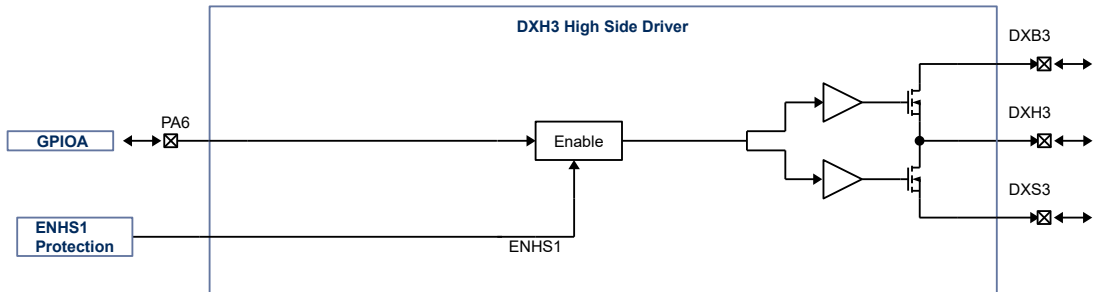 DXH3 High Side Driver
DXB3
PA6
DXH3
GPIOA
Enable
DXS3
ENHS1
Protection
ENHS1